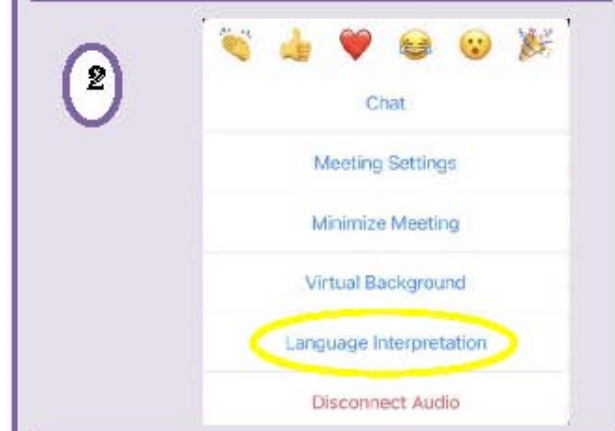 2
Chat
Meeting Settings
Minimize Meeting
Virtual Background
Language Interpretation
Disconnect Audio